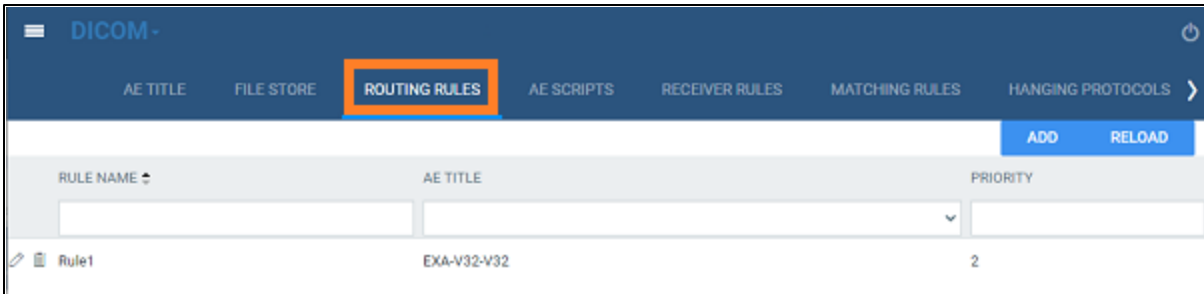 DICOM
AE TITLE FILE STORE ROUTING RULES AE SCRIPTS RECEIVER RULES MATCHING RULES HANGING PROTOCOLS
ADD RELOAD
RULE NAME AE TITLE PRIORITY
Rule1 EXA-V32-V32 2